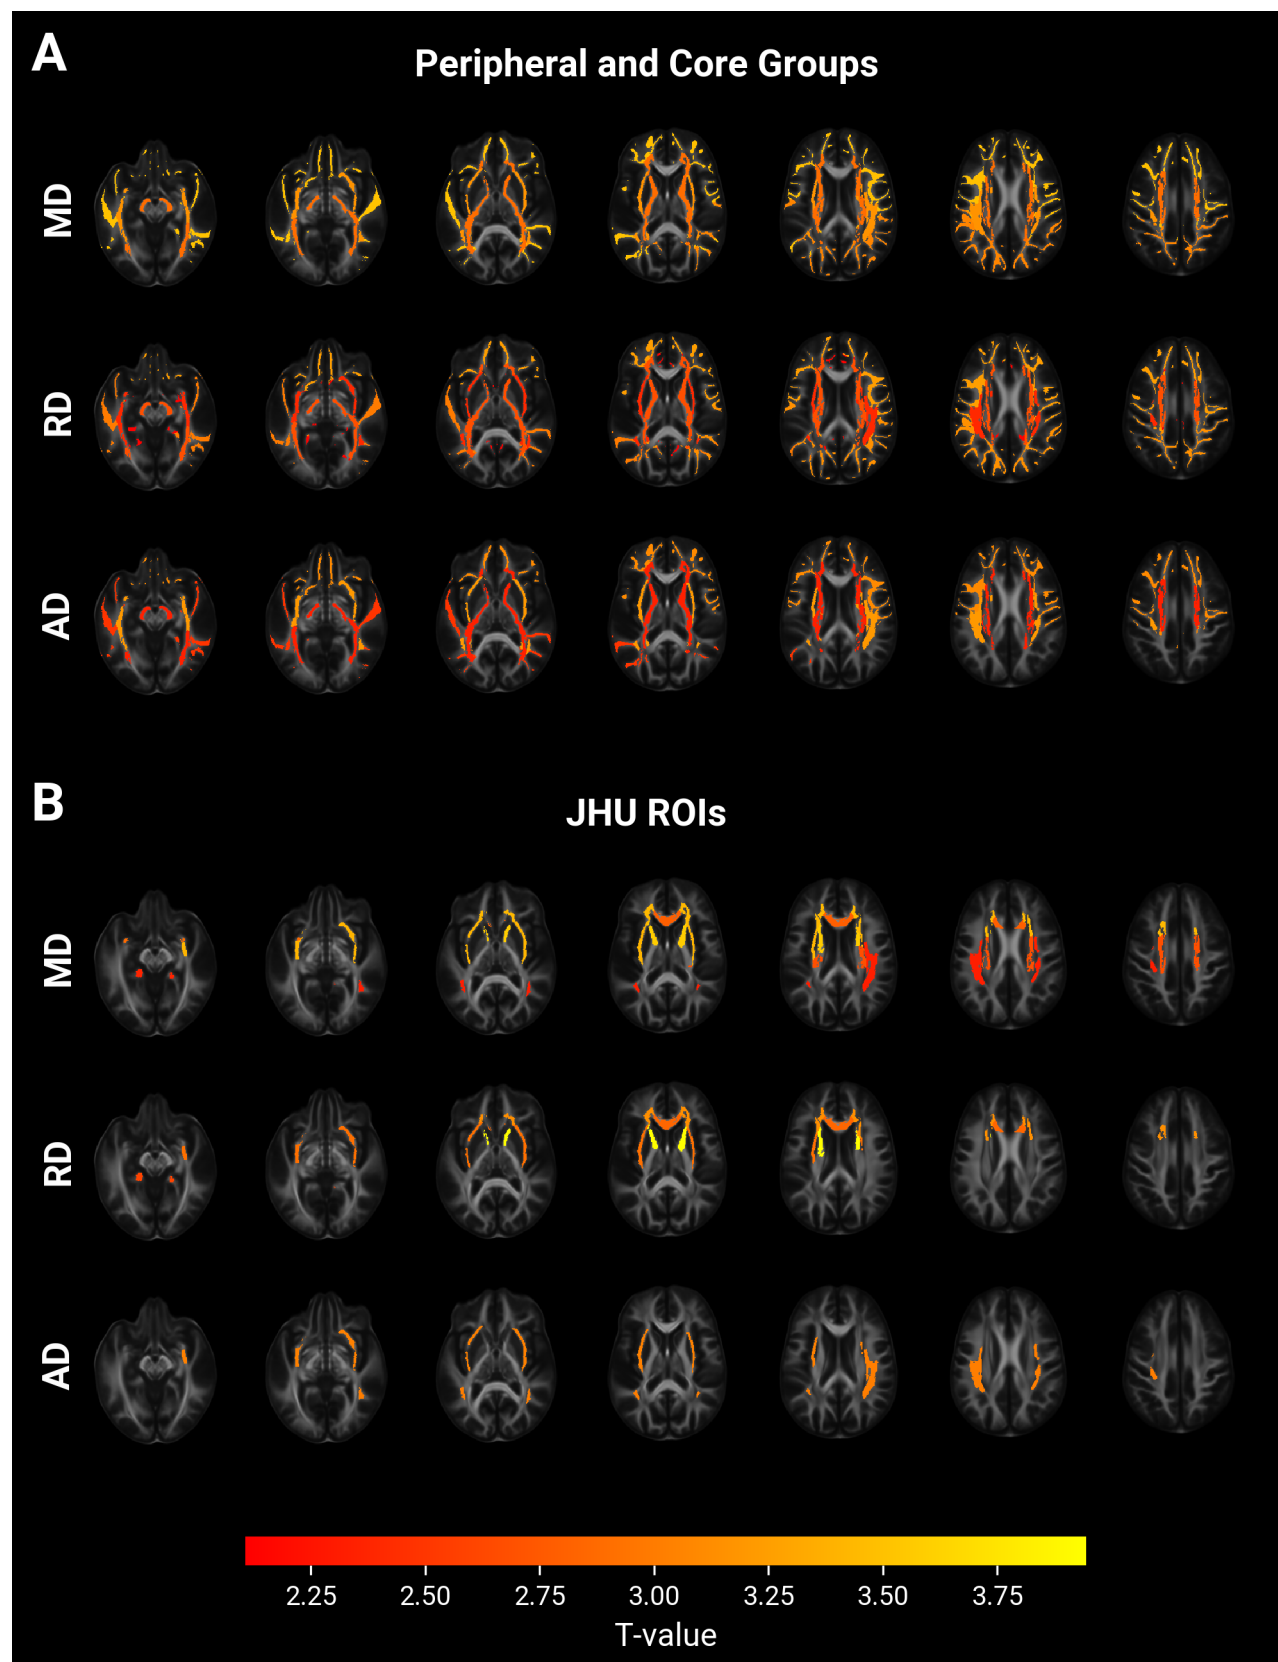 A
Peripheral and Core Groups
MD
RD
AD
B
JHU ROIs
MD
RD
AD
2.25 2.50 2.75 3.00 3.25 3.50 3.75
T-value